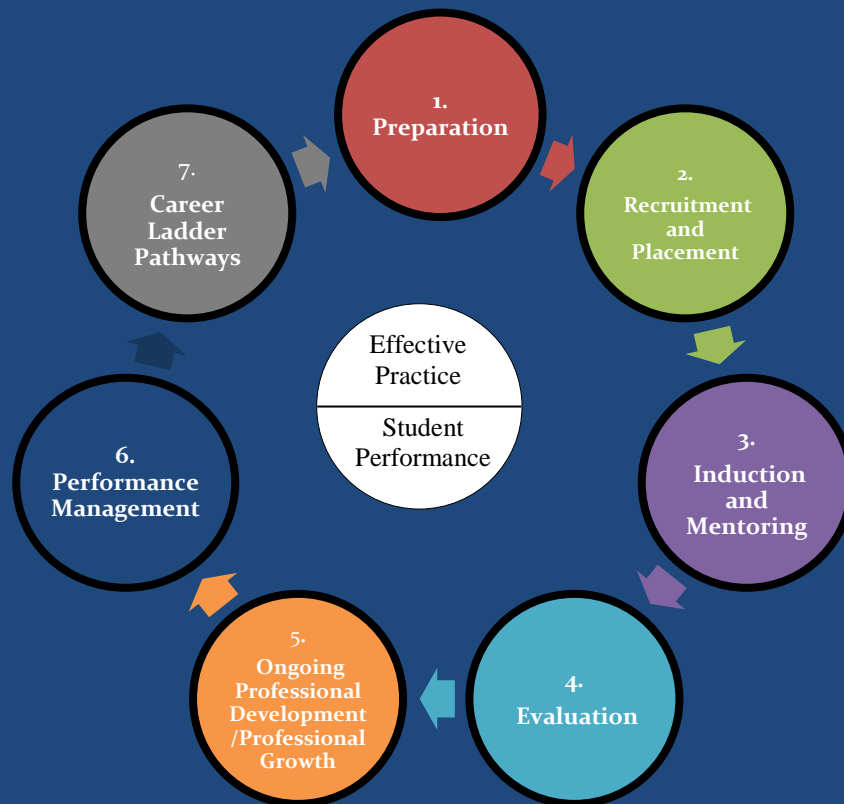 1.
Preparation
2.
Recruitment
and
Placement
3.
Induction
and
Mentoring
4.
Evaluation
5.
Ongoing
Professional
Development
/Professional
Growth
6.
Performance
Management
7.
Career
Ladder
Pathways
Effective
Practice
Student
Performance